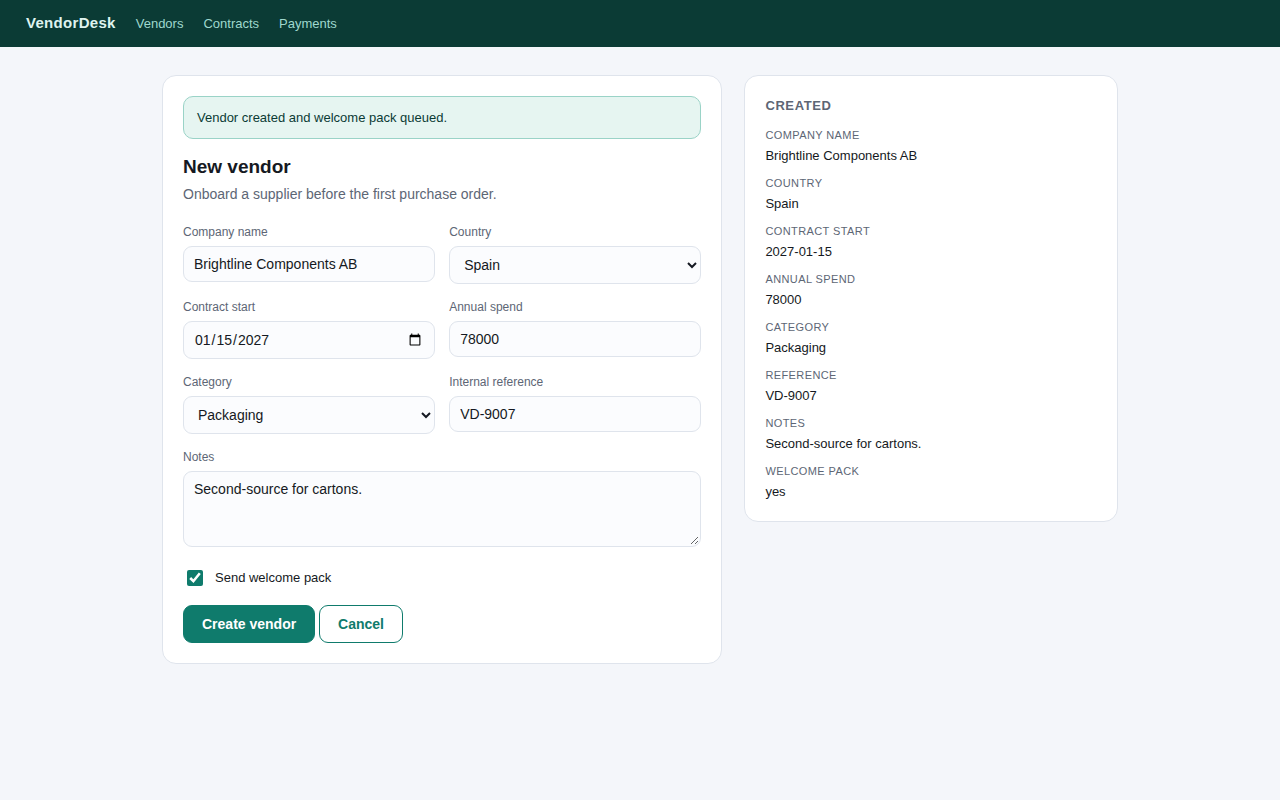 VendorDesk Vendors Contracts Payments
Vendor created and welcome pack queued.
New vendor
Onboard a supplier before the first purchase order.
Company name Country
Brightline Components AB Spain
Contract start Annual spend
01/15/2027 78000
Category Internal reference
Packaging VD-9007
Notes
Second-source for cartons.
Send welcome pack
Create vendor Cancel
CREATED
COMPANY NAME
Brightline Components AB
COUNTRY
Spain
CONTRACT START
2027-01-15
ANNUAL SPEND
78000
CATEGORY
Packaging
REFERENCE
VD-9007
NOTES
Second-source for cartons.
WELCOME PACK
yes